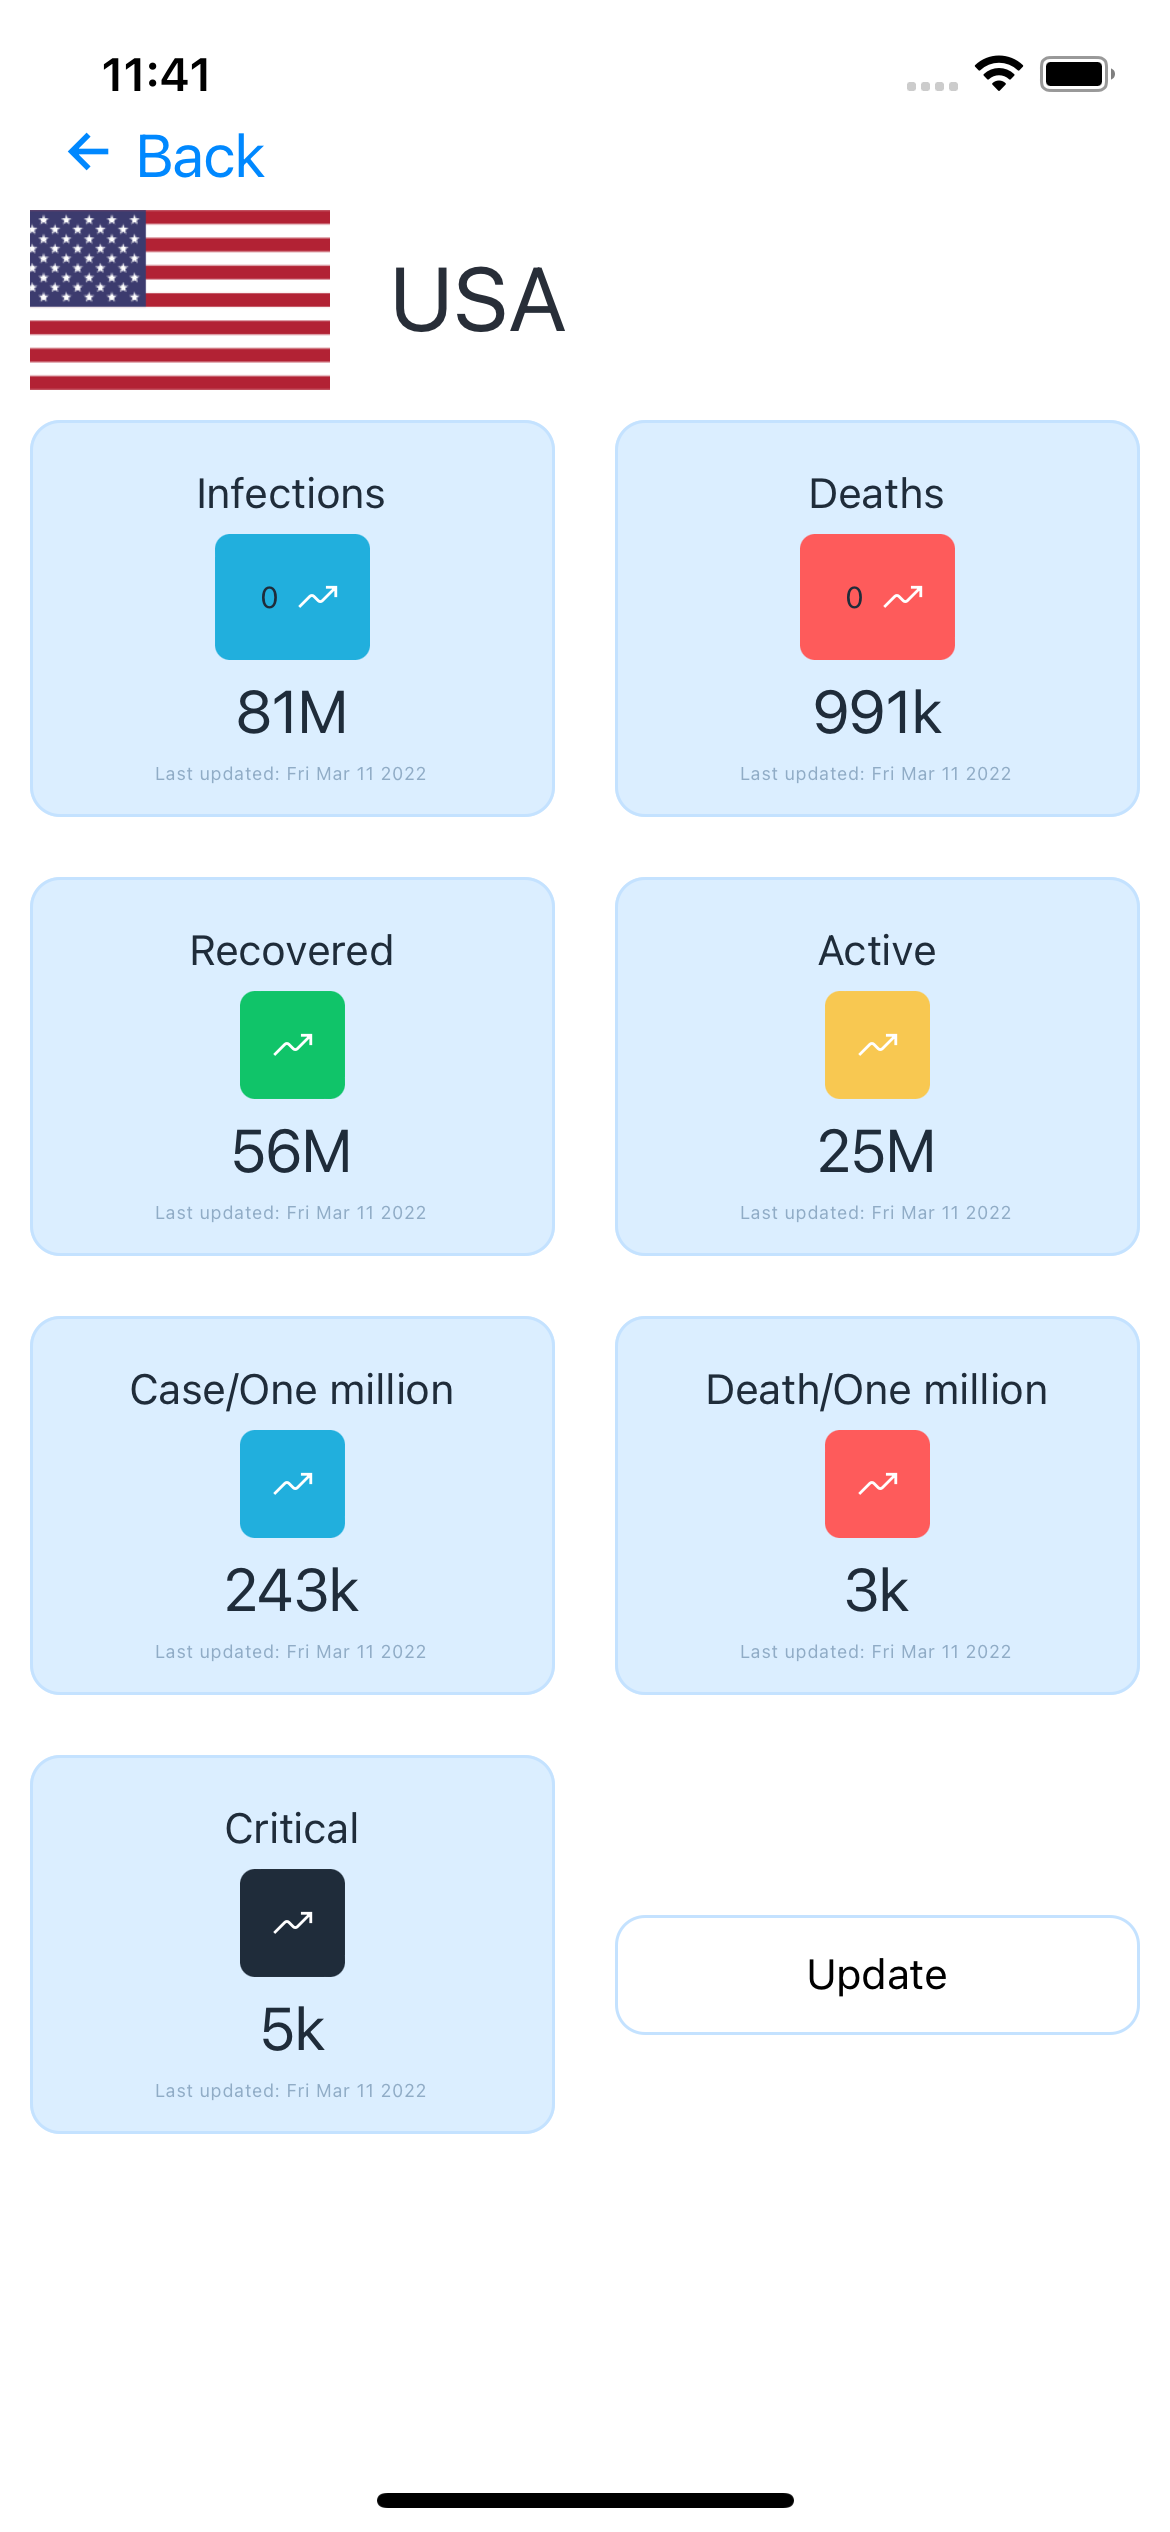 11:41
← Back
USA
Infections
0
81M
Last updated: Fri Mar 11 2022
Deaths
0
991k
Last updated: Fri Mar 11 2022
Recovered
56M
Last updated: Fri Mar 11 2022
Active
25M
Last updated: Fri Mar 11 2022
Case/One million
243k
Last updated: Fri Mar 11 2022
Death/One million
3k
Last updated: Fri Mar 11 2022
Critical
5k
Last updated: Fri Mar 11 2022
Update